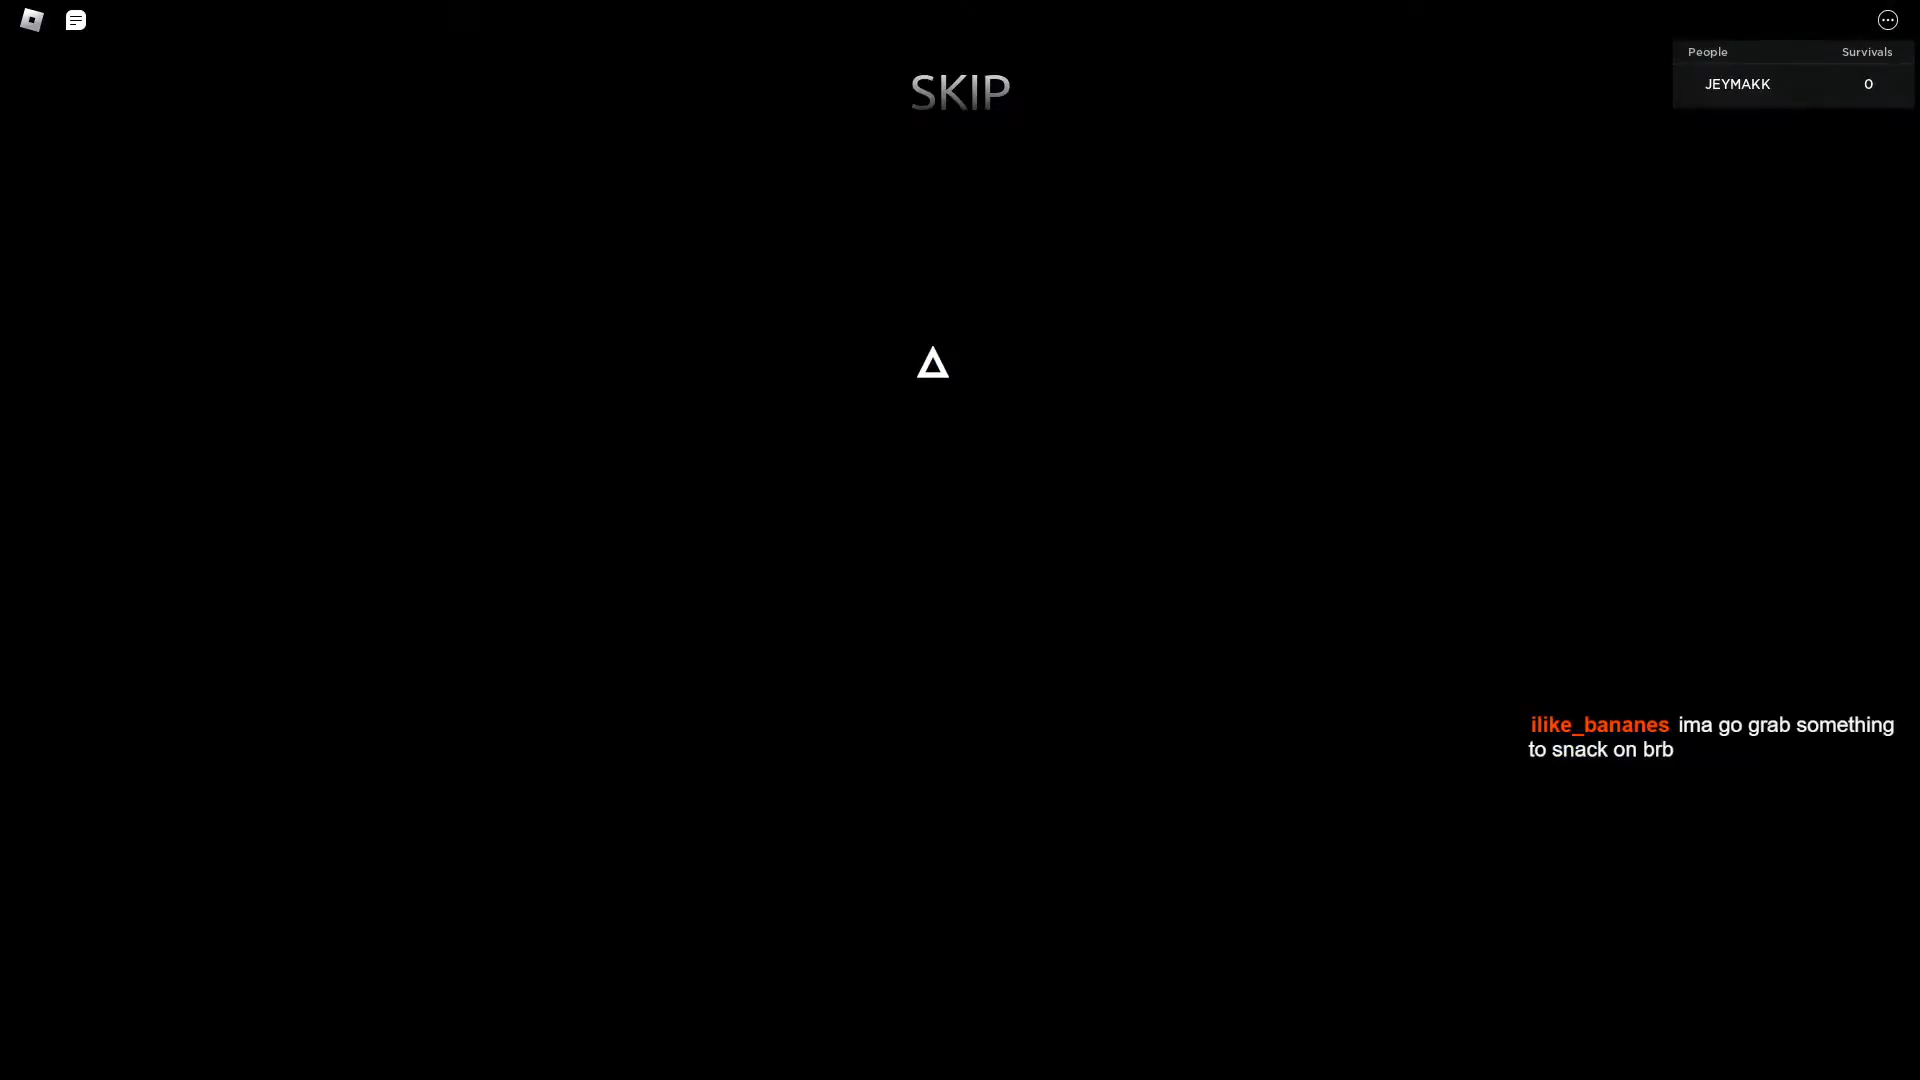 People Survivals
JEYMAKK 0
SKIP
ilike_bananes ima go grab something
to snack on brb